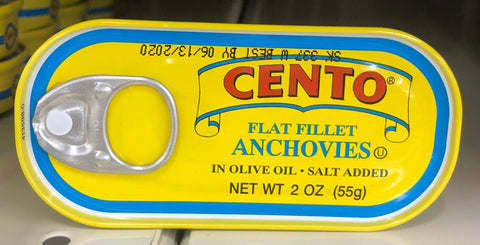 SK 337 W BEST BY 06/13/2020
CENTO®
FLAT FILLET
ANCHOVIES Ⓤ
IN OLIVE OIL • SALT ADDED
NET WT 2 OZ (55g)